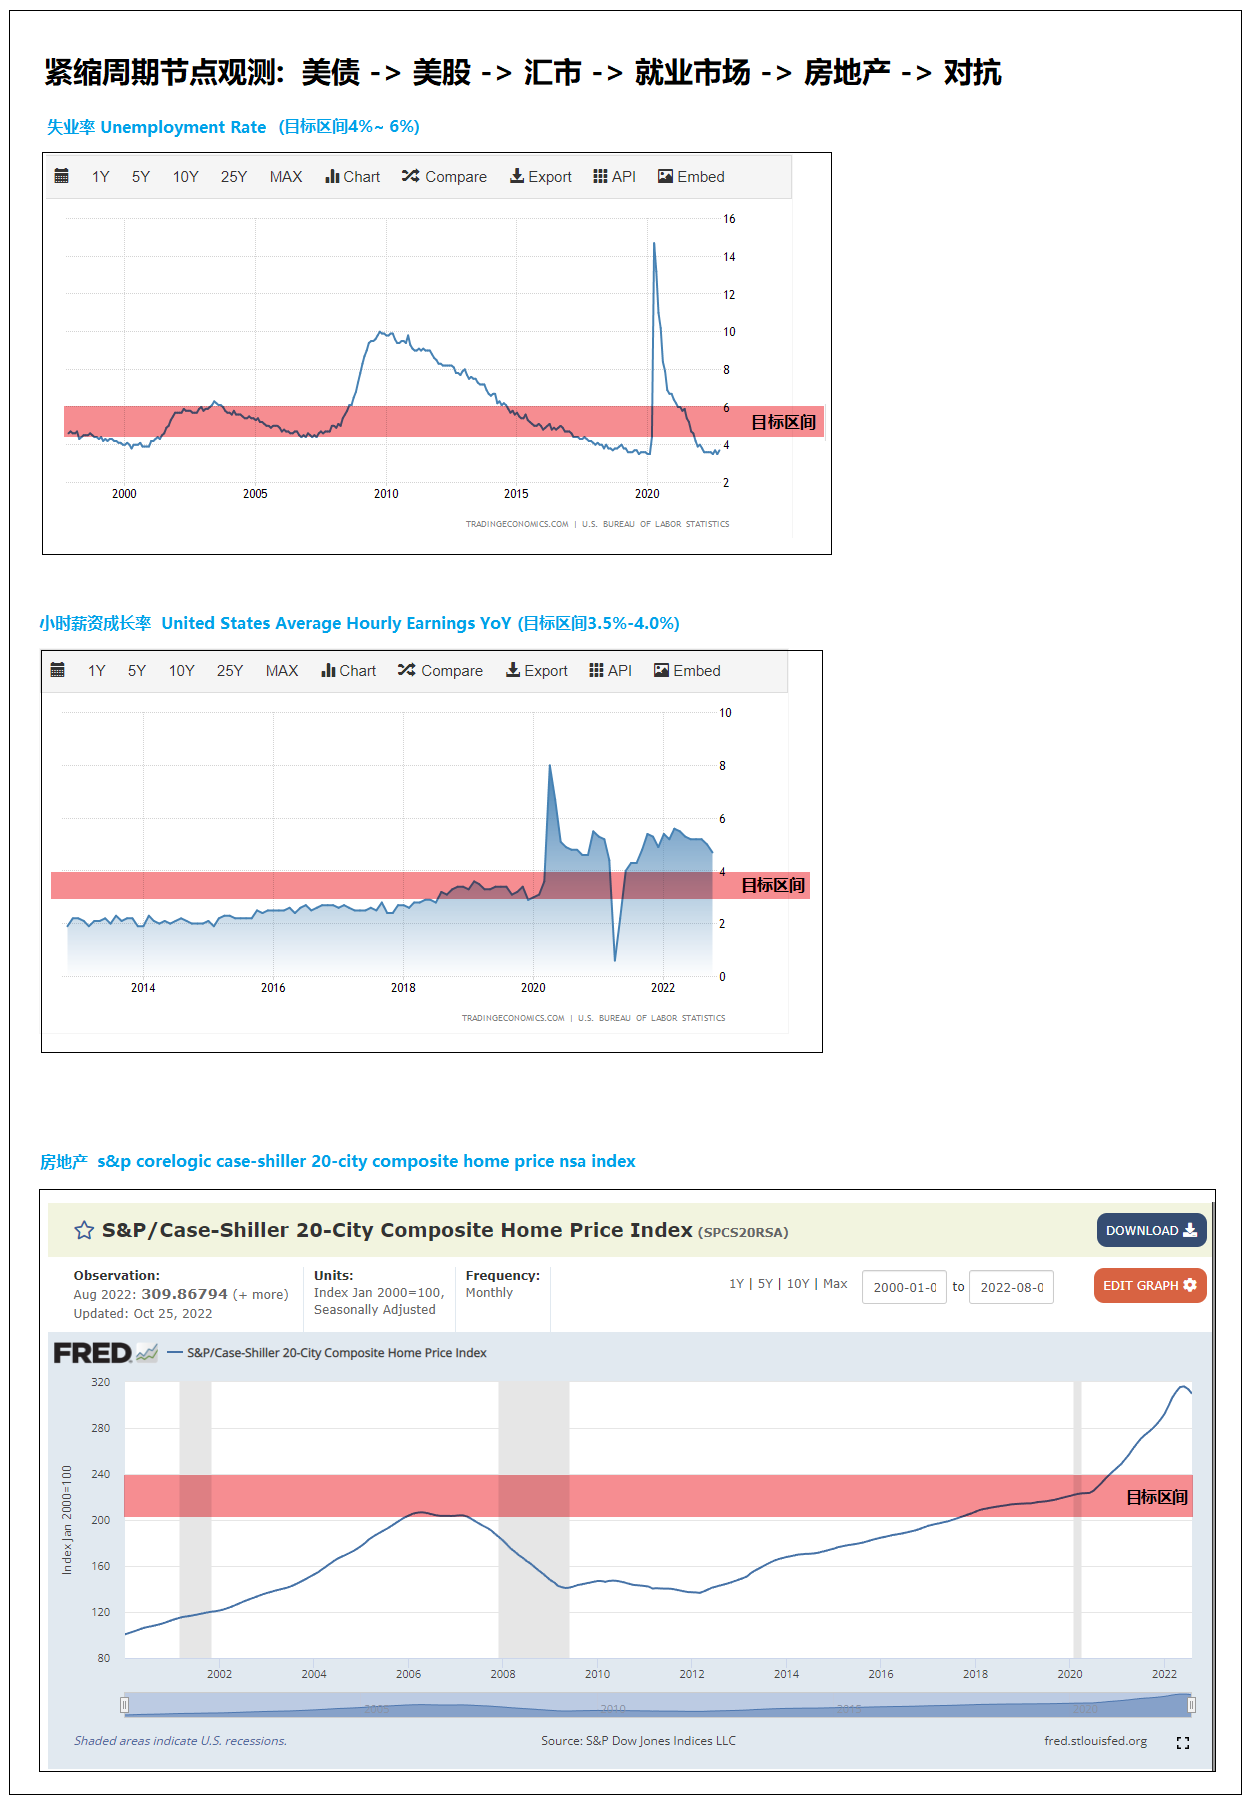 紧缩周期节点观测: 美债 -> 美股 -> 汇市 -> 就业市场 -> 房地产 -> 对抗
失业率 Unemployment Rate (目标区间4%~ 6%)
1Y 5Y 10Y 25Y MAX Chart Compare Export API Embed
16
14
12
10
8
6
目标区间
4
2
2000 2005 2010 2015 2020
TRADINGECONOMICS.COM | U.S. BUREAU OF LABOR STATISTICS
小时薪资成长率 United States Average Hourly Earnings YoY (目标区间3.5%-4.0%)
1Y 5Y 10Y 25Y MAX Chart Compare Export API Embed
10
8
6
4
目标区间
2
0
2014 2016 2018 2020 2022
TRADINGECONOMICS.COM | U.S. BUREAU OF LABOR STATISTICS
房地产 s&p corelogic case-shiller 20-city composite home price nsa index
S&P/Case-Shiller 20-City Composite Home Price Index (SPCS20RSA)
DOWNLOAD
Observation:
Aug 2022: 309.86794 (+ more)
Updated: Oct 25, 2022
Units:
Index Jan 2000=100,
Seasonally Adjusted
Frequency:
Monthly
1Y | 5Y | 10Y | Max
2000-01-0 to 2022-08-0
EDIT GRAPH
FRED
S&P/Case-Shiller 20-City Composite Home Price Index
Index Jan 2000=100
320
280
240
目标区间
200
160
120
80
2002 2004 2006 2008 2010 2012 2014 2016 2018 2020 2022
2005 2010 2015 2020
Shaded areas indicate U.S. recessions.
Source: S&P Dow Jones Indices LLC
fred.stlouisfed.org